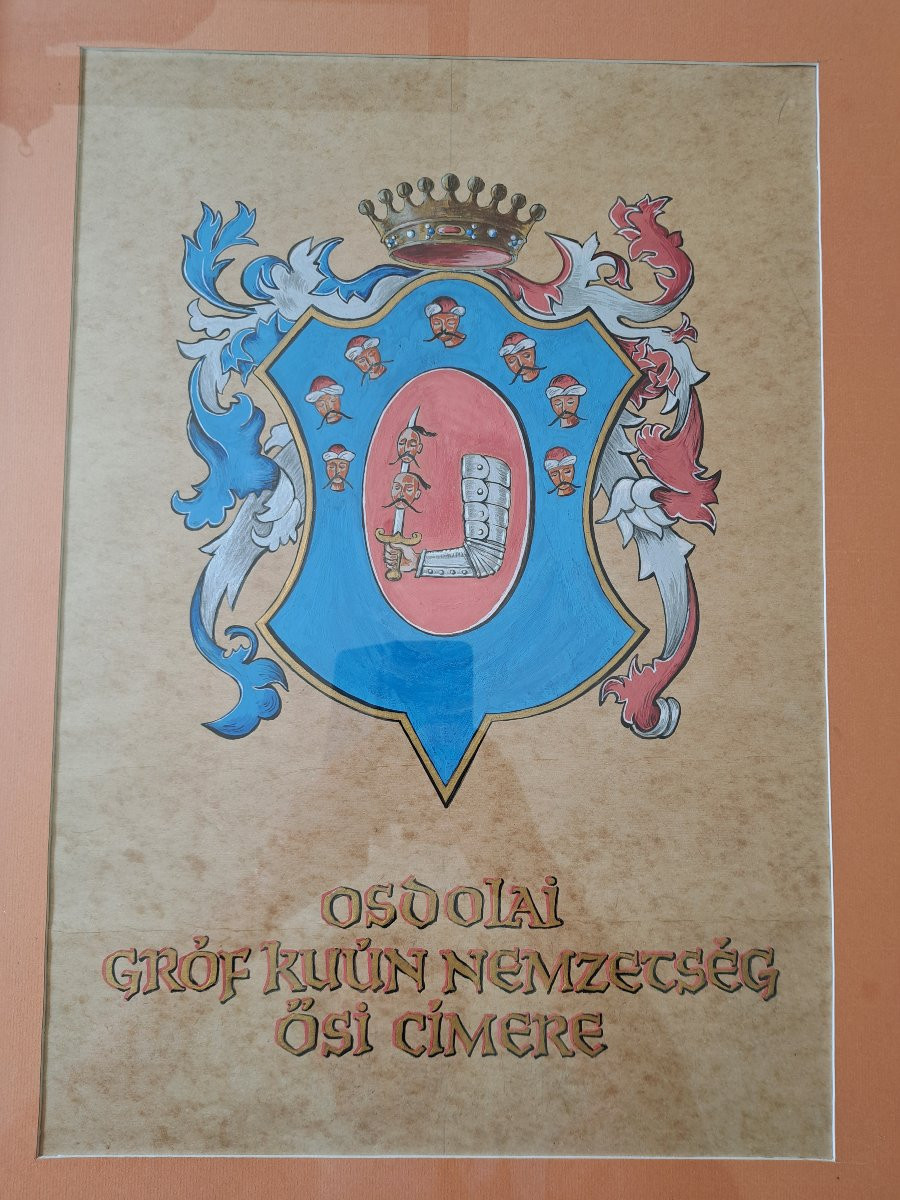 OSDOLAI
GRÓF KUÚN NEMZETSÉG
ŐSI CÍMERE